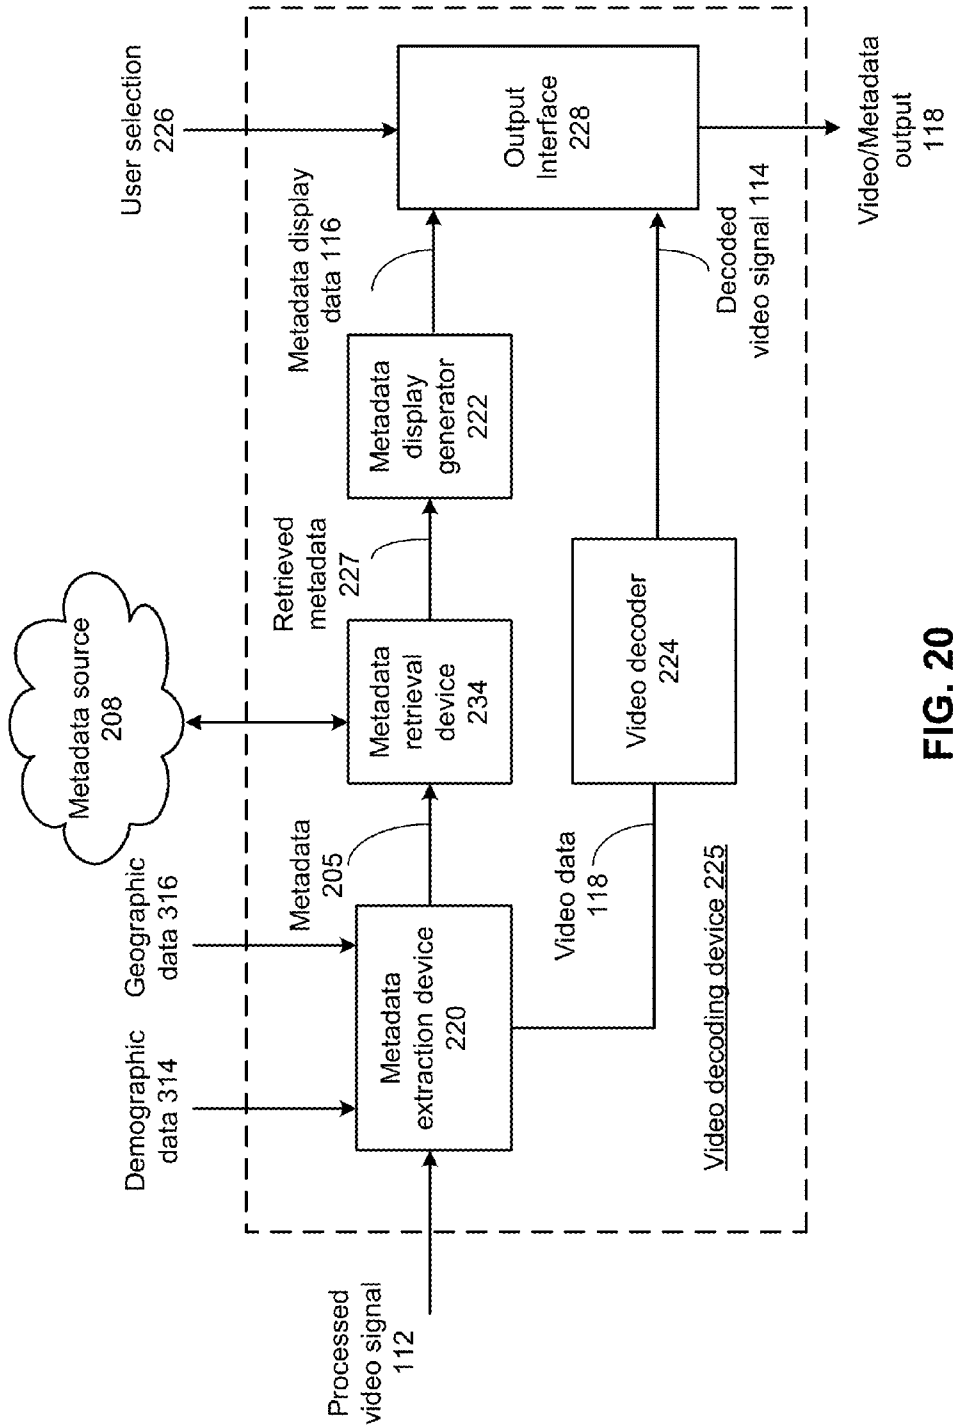 Demographic
data 314
Geographic
data 316
Metadata source
208
User selection
226
Processed
video signal
112
Metadata
extraction device
220
Metadata
205
Metadata
retrieval
device
234
Retrieved
metadata
227
Metadata
display
generator
222
Metadata display
data 116
Output
Interface
228
Video data
118
Video decoder
224
Decoded
video signal 114
Video decoding device 225
Video/Metadata
output
118
FIG. 20